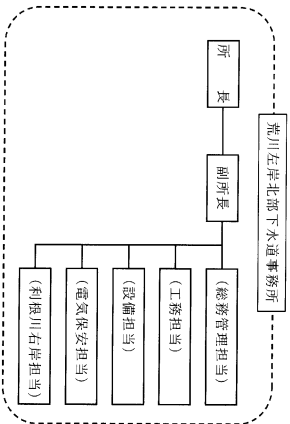 荒川左岸北部下水道事務所
所　長
副所長
(総務管理担当)
(工務担当)
(設備担当)
(電気保安担当)
(利根川右岸担当)